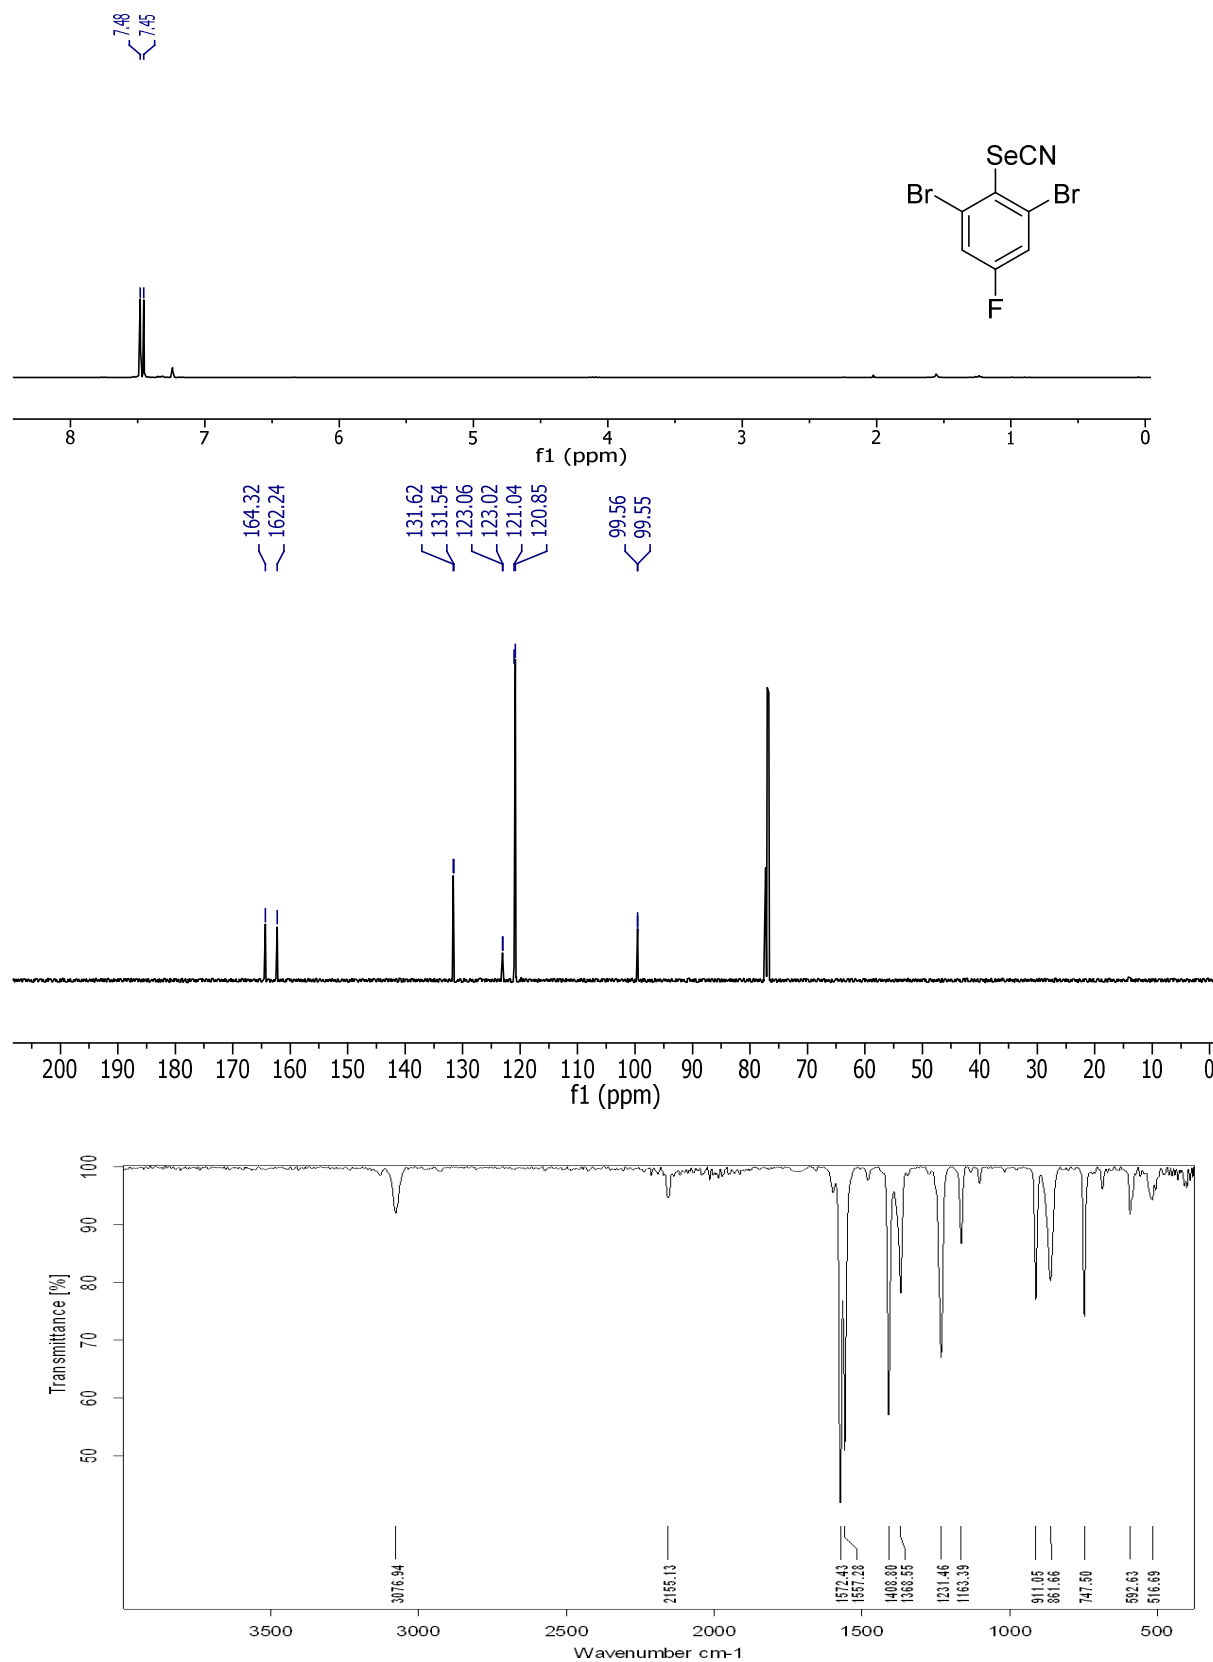 7.48
7.45
SeCN
Br
Br
F
8 7 6 5 4 3 2 1 0
f1 (ppm)
164.32
162.24
131.62
131.54
123.06
123.02
121.04
120.85
99.56
99.55
200 190 180 170 160 150 140 130 120 110 100 90 80 70 60 50 40 30 20 10 0
f1 (ppm)
100
90
80
70
60
50
Transmittance [%]
3076.94
2155.13
1572.43
1557.28
1408.80
1368.55
1231.46
1163.39
911.05
861.66
747.50
592.63
516.69
3500 3000 2500 2000 1500 1000 500
Wavenumber cm-1